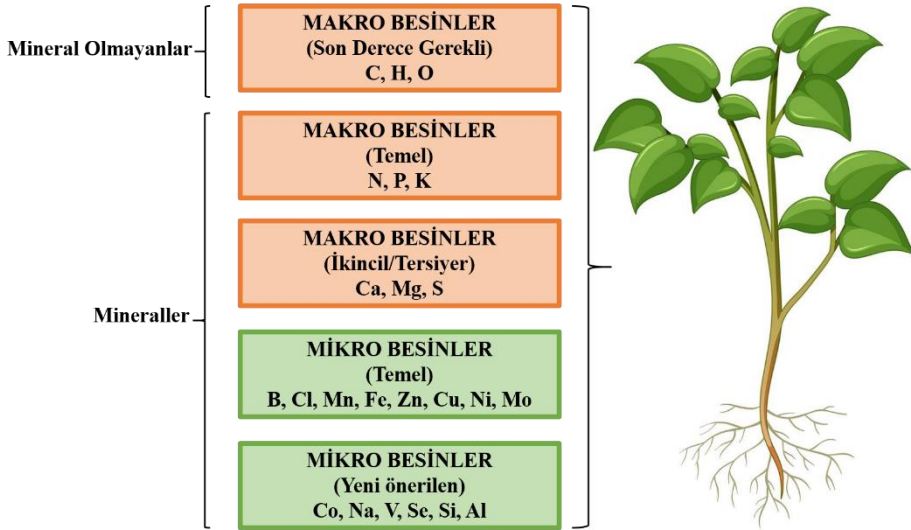 Mineral Olmayanlar
MAKRO BESİNLER
(Son Derece Gerekli)
C, H, O
MAKRO BESİNLER
(Temel)
N, P, K
MAKRO BESİNLER
(İkincil/Tersiyer)
Ca, Mg, S
Mineraller
MİKRO BESİNLER
(Temel)
B, Cl, Mn, Fe, Zn, Cu, Ni, Mo
MİKRO BESİNLER
(Yeni önerilen)
Co, Na, V, Se, Si, Al